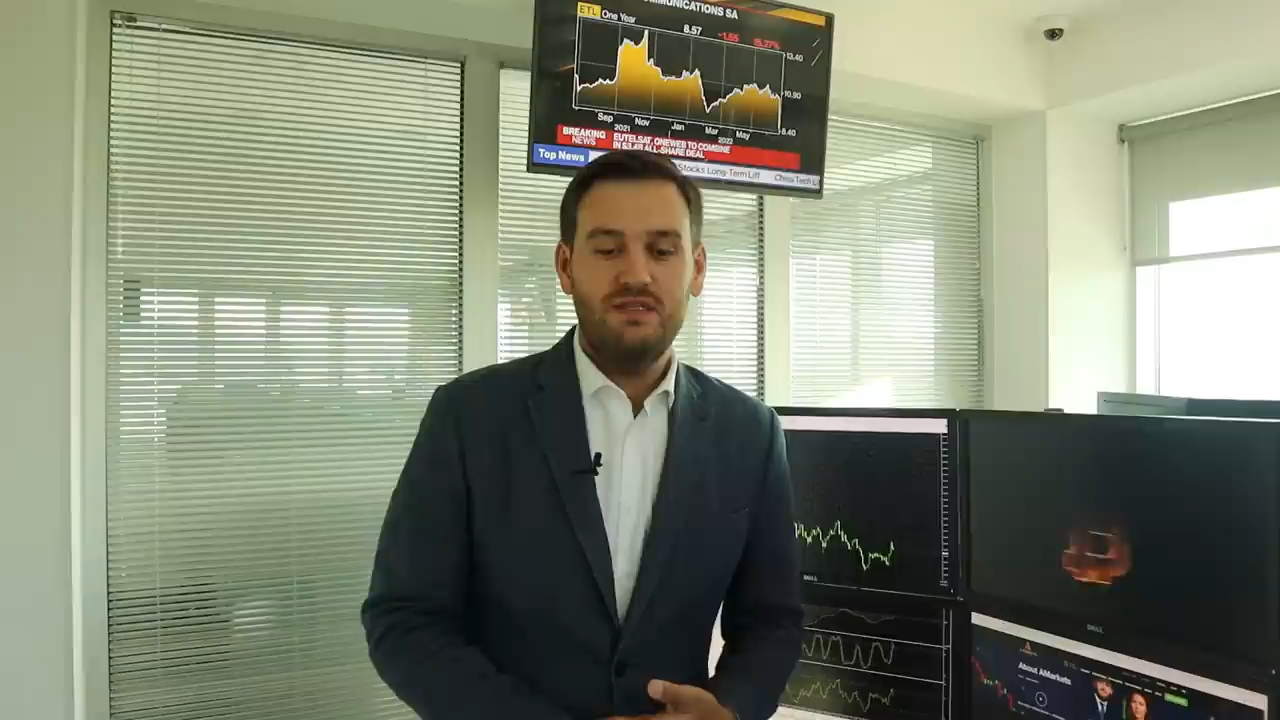 COMMUNICATIONS SA
ETL One Year
8.57 -1.55 15.27%
13.40
10.90
8.40
Sep Nov Jan Mar May
2021 2022
BREAKING NEWS
EUTELSAT, ONEWEB TO COMBINE
IN $3.4B ALL-SHARE DEAL
Top News
Stocks Long-Term Lift
China Tech
DELL
DELL
About AMarkets